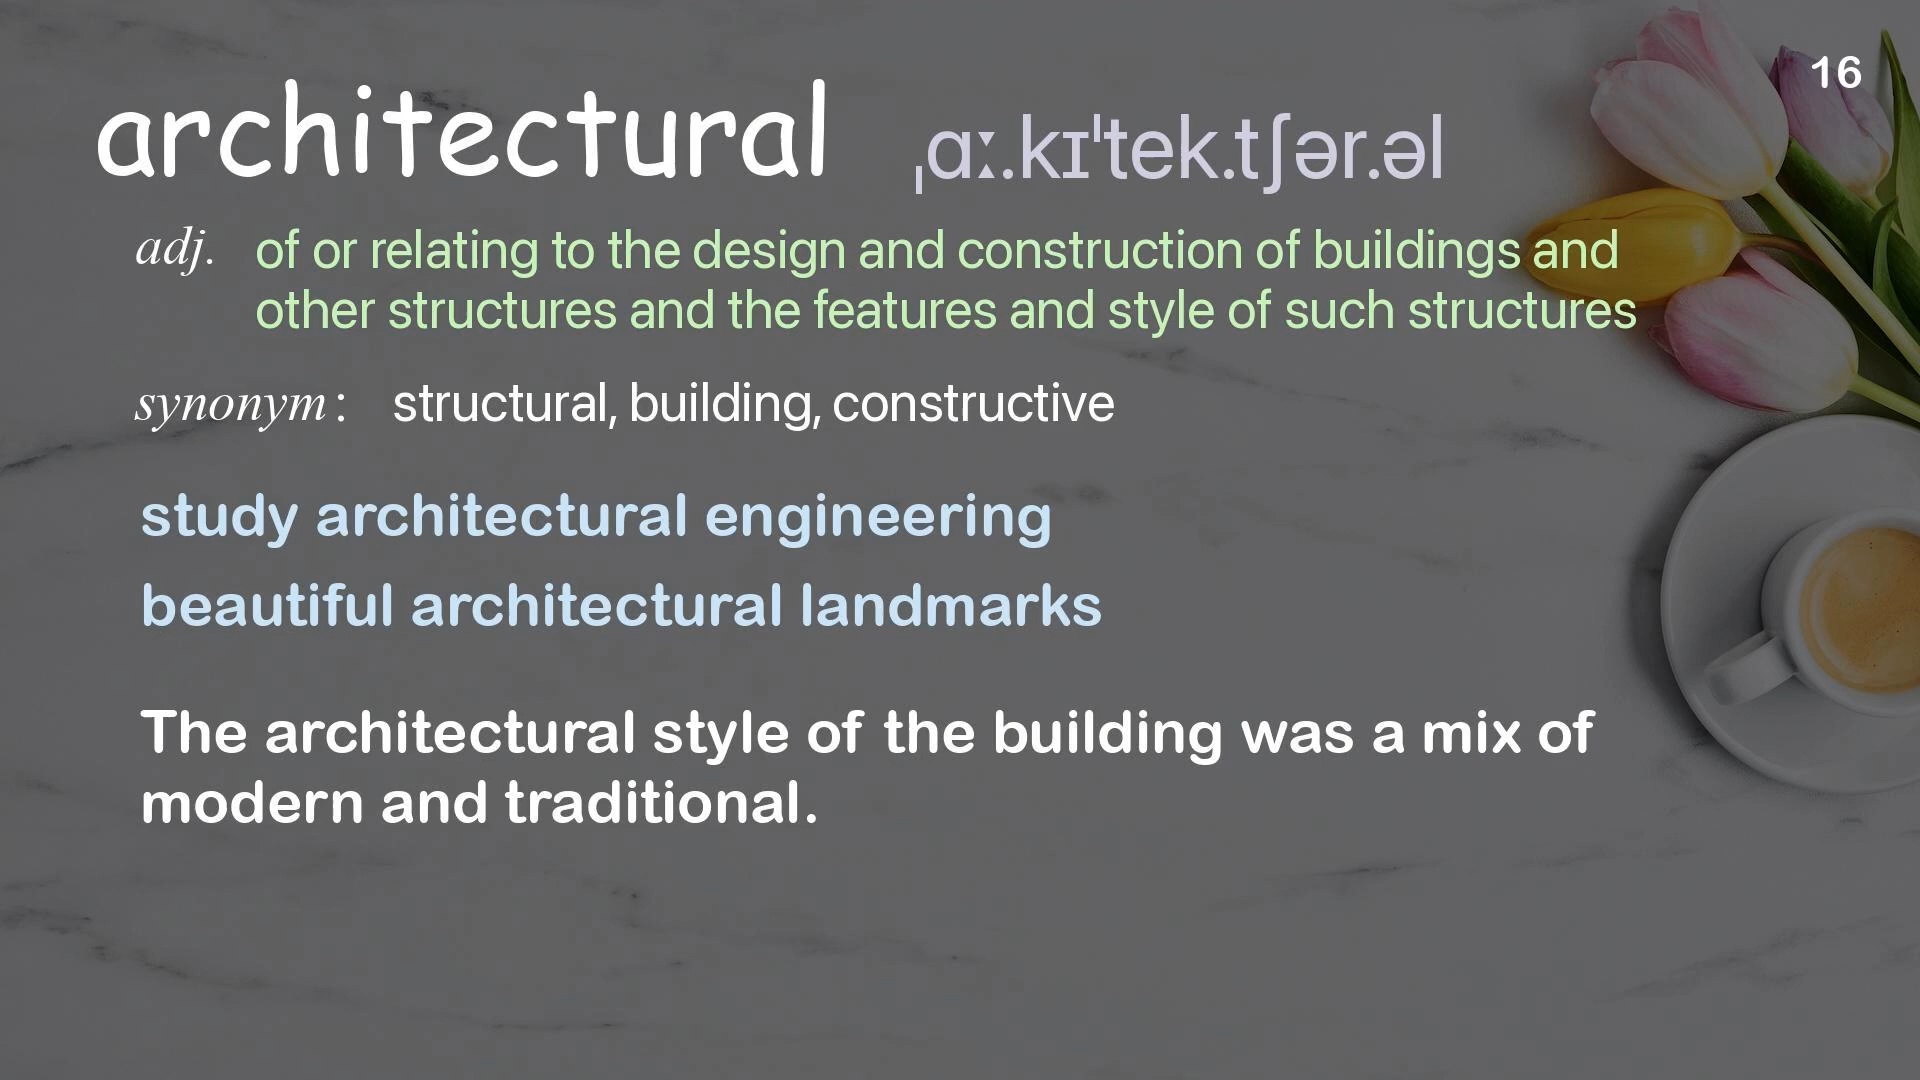 16
architectural ˌɑː.kɪˈtek.tʃər.əl
adj. of or relating to the design and construction of buildings and
other structures and the features and style of such structures
synonym: structural, building, constructive
study architectural engineering
beautiful architectural landmarks
The architectural style of the building was a mix of
modern and traditional.